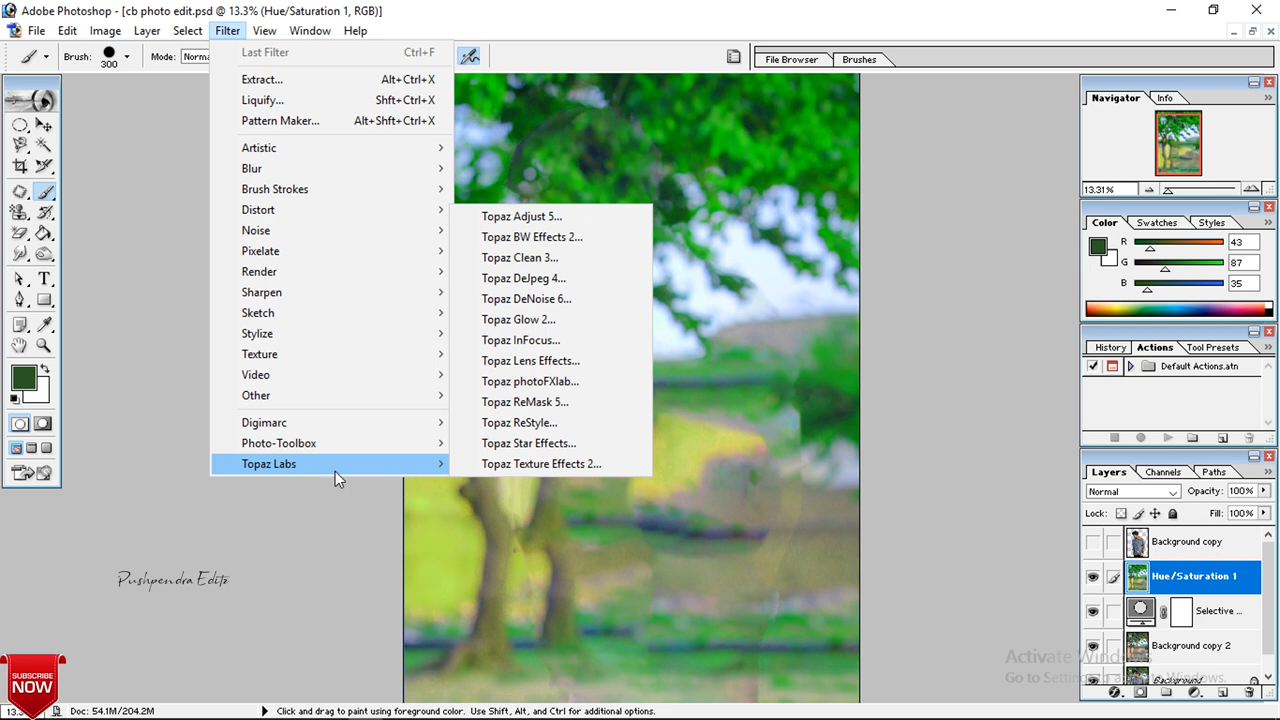 Adobe Photoshop - [cb photo edit.psd @ 13.3% (Hue/Saturation 1, RGB)]
File Edit Image Layer Select Filter View Window Help
Brush: 300 Mode: Norma
File Browser Brushes
Last Filter Ctrl+F
Extract... Alt+Ctrl+X
Liquify... Shft+Ctrl+X
Pattern Maker... Alt+Shft+Ctrl+X
Artistic
Blur
Brush Strokes
Distort
Noise
Pixelate
Render
Sharpen
Sketch
Stylize
Texture
Video
Other
Digimarc
Photo-Toolbox
Topaz Labs
Topaz Adjust 5...
Topaz BW Effects 2...
Topaz Clean 3...
Topaz DeJpeg 4...
Topaz DeNoise 6...
Topaz Glow 2...
Topaz InFocus...
Topaz Lens Effects...
Topaz photoFXlab...
Topaz ReMask 5...
Topaz ReStyle...
Topaz Star Effects...
Topaz Texture Effects 2...
Navigator Info
13.31%
Color Swatches Styles
R 43
G 87
B 35
History Actions Tool Presets
Default Actions.atn
Layers Channels Paths
Normal Opacity: 100%
Lock: Fill: 100%
Background copy
Hue/Saturation 1
Selective ...
Background copy 2
Background
Pushpendra Editz
Activate Windows
Go to Settings to activate Windows.
SUBSCRIBE
NOW
Doc: 54.1M/204.2M
Click and drag to paint using foreground color. Use Shift, Alt, and Ctrl for additional options.